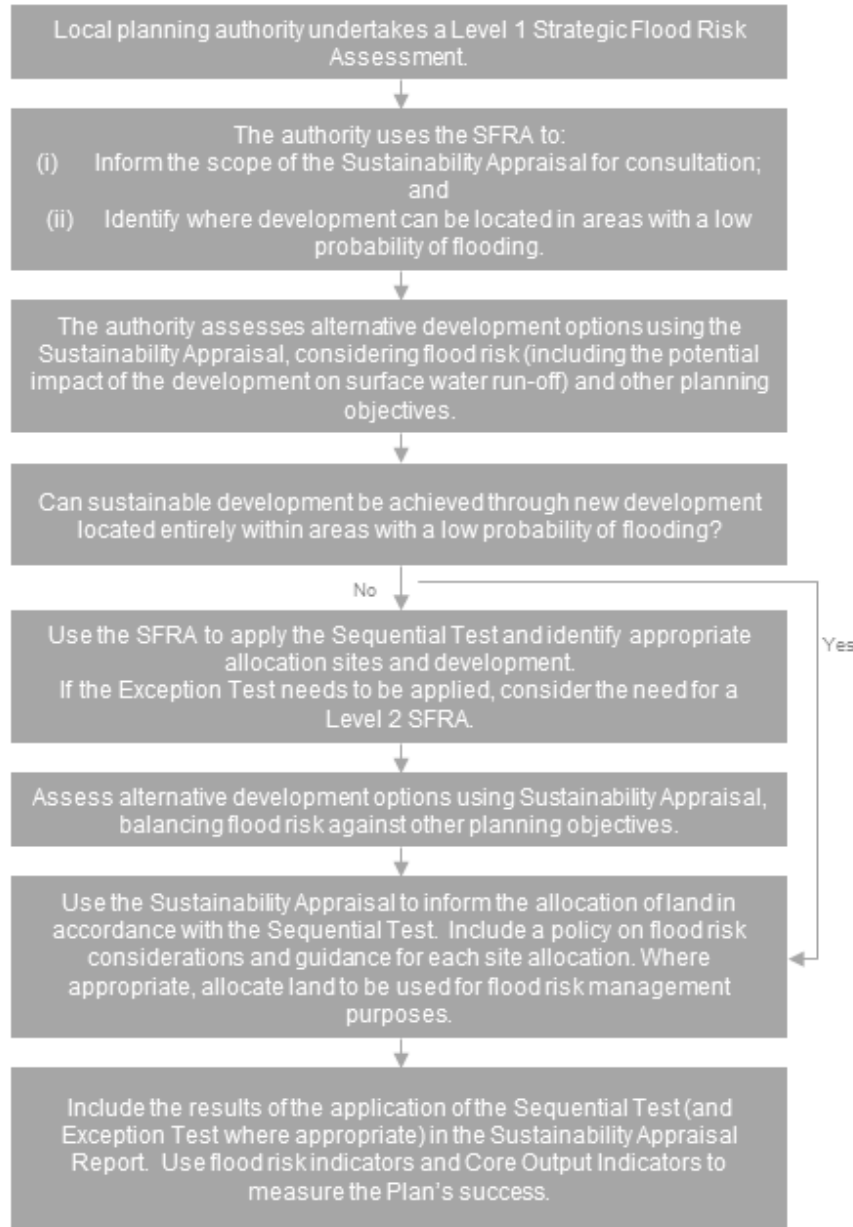 Local planning authority undertakes a Level 1 Strategic Flood Risk
Assessment.
The authority uses the SFRA to:
(i) Inform the scope of the Sustainability Appraisal for consultation;
and
(ii) Identify where development can be located in areas with a low
probability of flooding.
The authority assesses alternative development options using the
Sustainability Appraisal, considering flood risk (including the potential
impact of the development on surface water run-off) and other planning
objectives.
Can sustainable development be achieved through new development
located entirely within areas with a low probability of flooding?
No
Yes
Use the SFRA to apply the Sequential Test and identify appropriate
allocation sites and development.
If the Exception Test needs to be applied, consider the need for a
Level 2 SFRA.
Assess alternative development options using Sustainability Appraisal,
balancing flood risk against other planning objectives.
Use the Sustainability Appraisal to inform the allocation of land in
accordance with the Sequential Test. Include a policy on flood risk
considerations and guidance for each site allocation. Where
appropriate, allocate land to be used for flood risk management
purposes.
Include the results of the application of the Sequential Test (and
Exception Test where appropriate) in the Sustainability Appraisal
Report. Use flood risk indicators and Core Output Indicators to
measure the Plan's success.